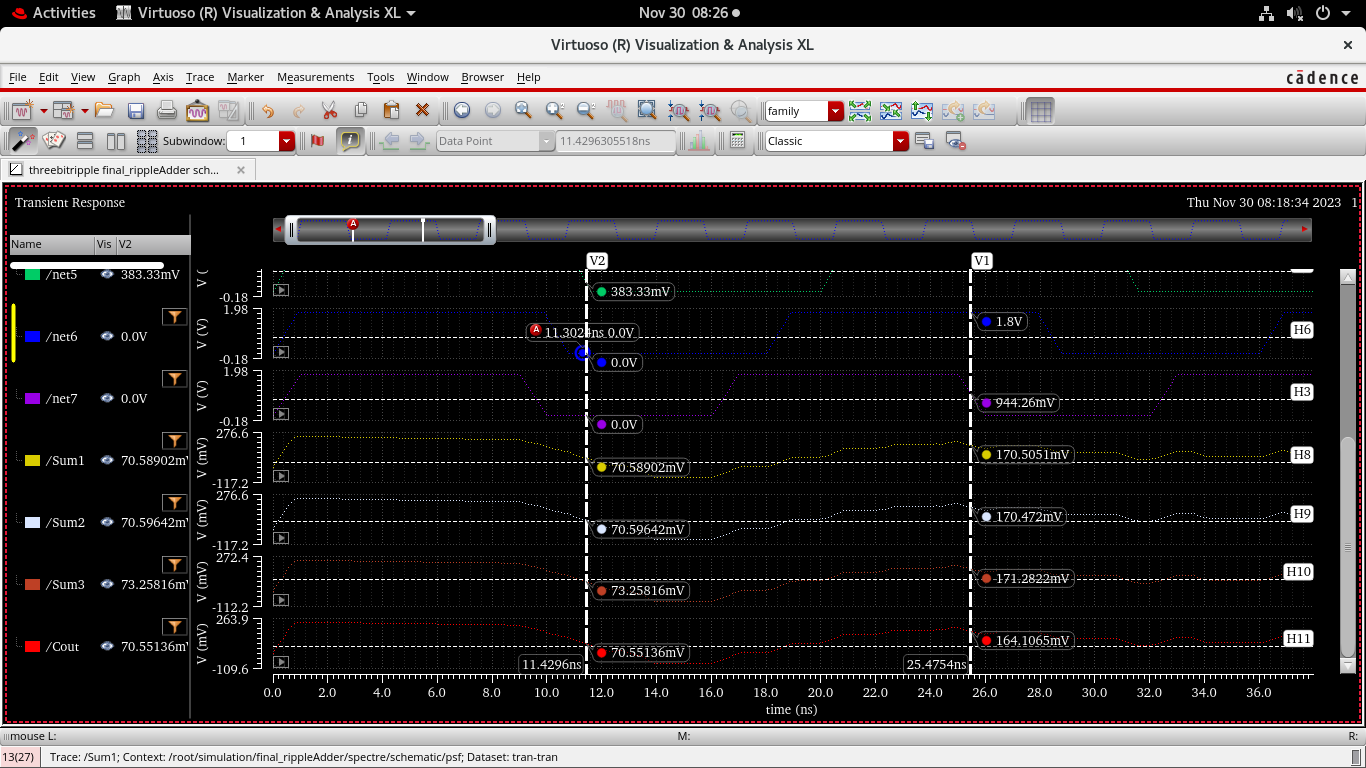 Activities Virtuoso (R) Visualization & Analysis XL Nov 30 08:26
Virtuoso (R) Visualization & Analysis XL
File Edit View Graph Axis Trace Marker Measurements Tools Window Browser Help cādence
family
Subwindow: 1 Data Point 11.4296305518ns Classic
threebitripple final_rippleAdder sch...
Transient Response Thu Nov 30 08:18:34 2023 1
A
Name Vis V2
V2 V1
/net5 383.33mV V ( -0.18 383.33mV
/net6 0.0V V (V) 1.98 -0.18 A 11.3024ns 0.0V 0.0V 1.8V H6
/net7 0.0V V (V) 1.98 -0.18 0.0V 944.26mV H3
/Sum1 70.58902m V (mV) 276.6 -117.2 70.58902mV 170.5051mV H8
/Sum2 70.59642m V (mV) 276.6 -117.2 70.59642mV 170.472mV H9
/Sum3 73.25816m V (mV) 272.4 -112.2 73.25816mV 171.2822mV H10
/Cout 70.55136m V (mV) 263.9 -109.6 70.55136mV 164.1065mV H11
11.4296ns 25.4754ns
0.0 2.0 4.0 6.0 8.0 10.0 12.0 14.0 16.0 18.0 20.0 22.0 24.0 26.0 28.0 30.0 32.0 34.0 36.0
time (ns)
mouse L: M: R:
13(27) Trace: /Sum1; Context: /root/simulation/final_rippleAdder/spectre/schematic/psf; Dataset: tran-tran